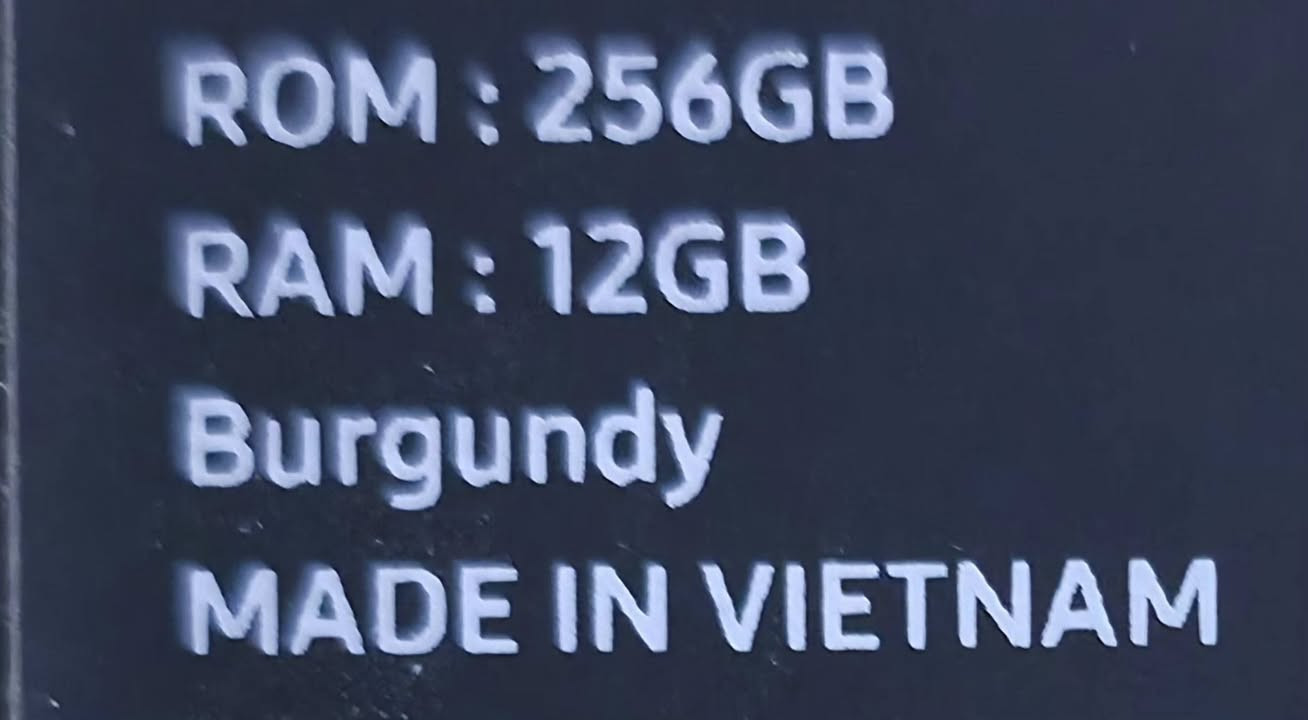 ROM : 256GB
RAM : 12GB
Burgundy
MADE IN VIETNAM